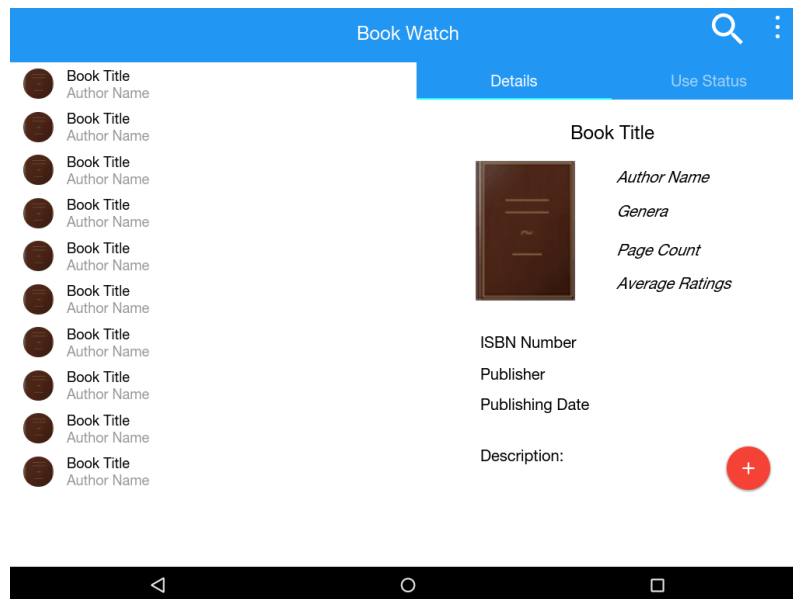 Book Watch
Book Title
Author Name
Book Title
Author Name
Book Title
Author Name
Book Title
Author Name
Book Title
Author Name
Book Title
Author Name
Book Title
Author Name
Book Title
Author Name
Book Title
Author Name
Book Title
Author Name
Details
Use Status
Book Title
Author Name
Genera
Page Count
Average Ratings
ISBN Number
Publisher
Publishing Date
Description:
+